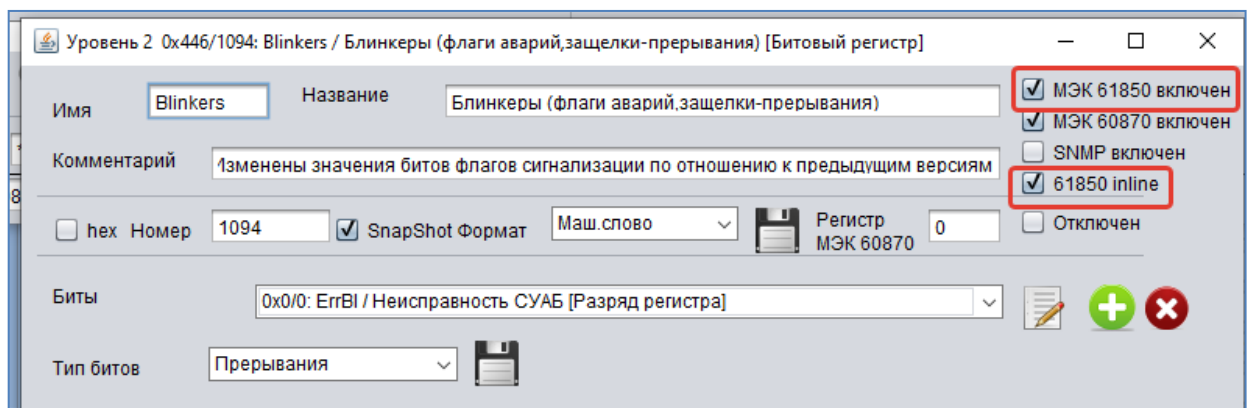 Уровень 2 0x446/1094: Blinkers / Блинкеры (флаги аварий,защелки-прерывания) [Битовый регистр]
Имя Blinkers Название Блинкеры (флаги аварий,защелки-прерывания) МЭК 61850 включен
МЭК 60870 включен
Комментарий Изменены значения битов флагов сигнализации по отношению к предыдущим версиям SNMP включен
61850 inline
hex Номер 1094 SnapShot Формат Маш.слово Регистр МЭК 60870 0 Отключен
Биты 0x0/0: ErrBl / Неисправность СУАБ [Разряд регистра]
Тип битов Прерывания